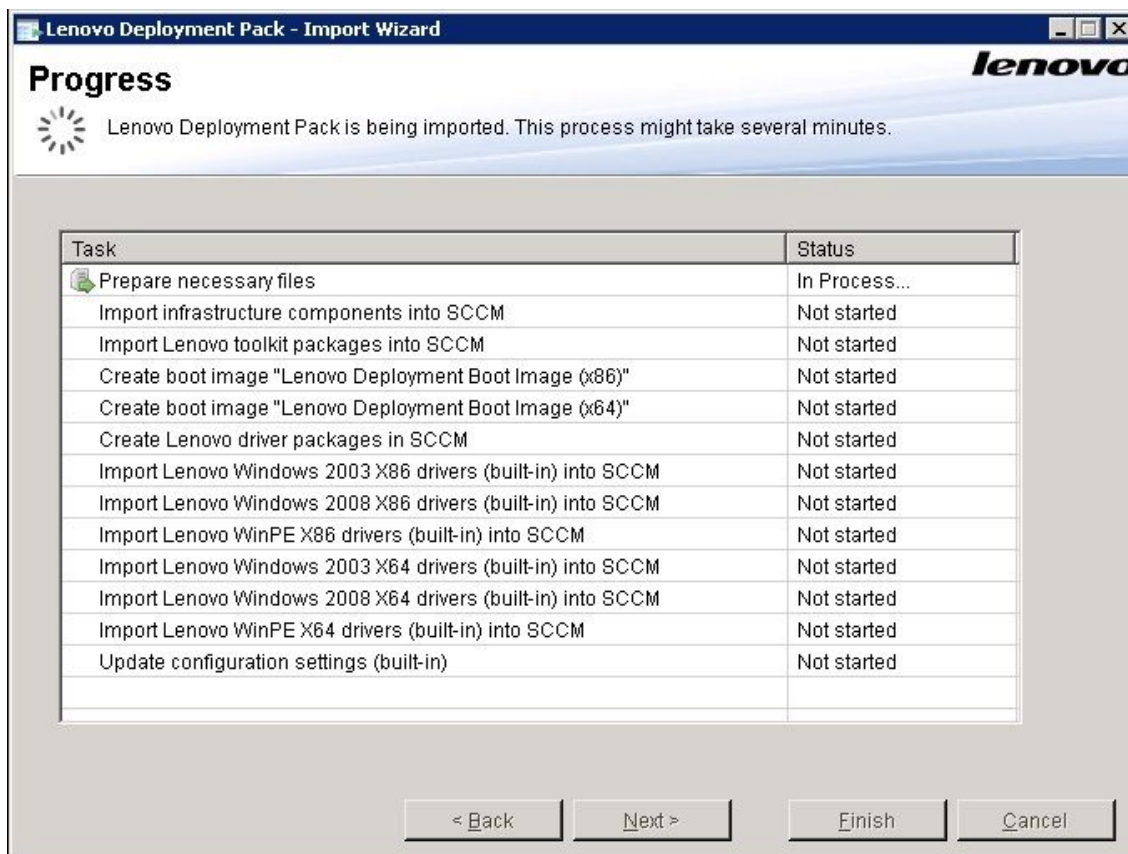 Lenovo Deployment Pack - Import Wizard
lenovo
Progress
Lenovo Deployment Pack is being imported. This process might take several minutes.
Task Status
Prepare necessary files In Process...
Import infrastructure components into SCCM Not started
Import Lenovo toolkit packages into SCCM Not started
Create boot image "Lenovo Deployment Boot Image (x86)" Not started
Create boot image "Lenovo Deployment Boot Image (x64)" Not started
Create Lenovo driver packages in SCCM Not started
Import Lenovo Windows 2003 X86 drivers (built-in) into SCCM Not started
Import Lenovo Windows 2008 X86 drivers (built-in) into SCCM Not started
Import Lenovo WinPE X86 drivers (built-in) into SCCM Not started
Import Lenovo Windows 2003 X64 drivers (built-in) into SCCM Not started
Import Lenovo Windows 2008 X64 drivers (built-in) into SCCM Not started
Import Lenovo WinPE X64 drivers (built-in) into SCCM Not started
Update configuration settings (built-in) Not started
< Back Next > Finish Cancel